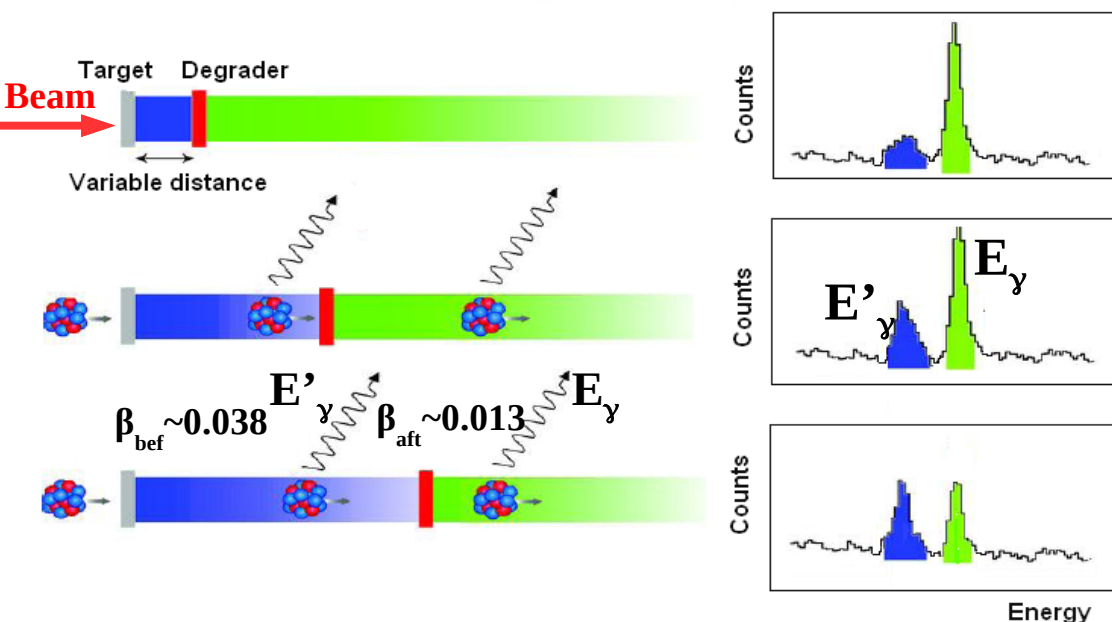 Target Degrader
Beam
Variable distance
Counts
E'γ
Eγ
Counts
βbef~0.038
E'γ
βaft~0.013
Eγ
Counts
Energy